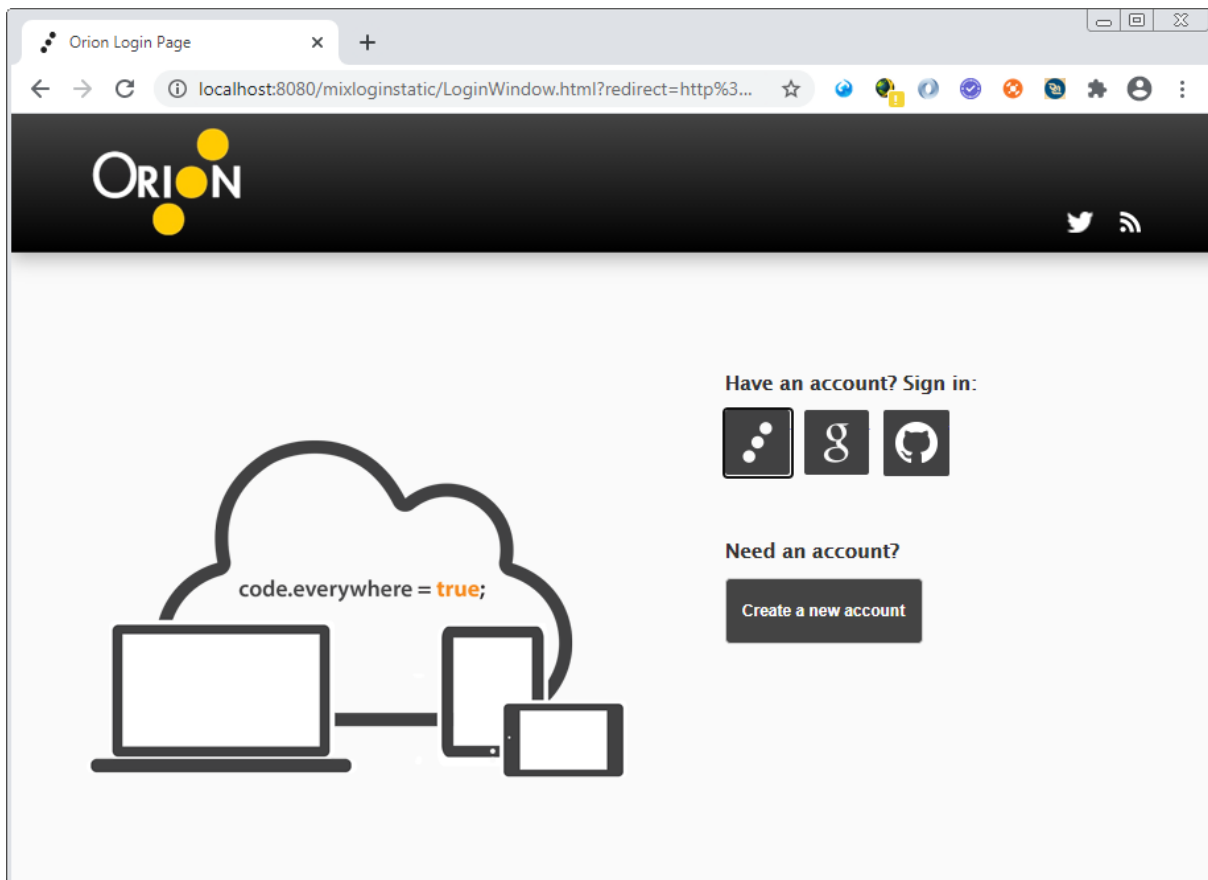 Orion Login Page
localhost:8080/mixloginstatic/LoginWindow.html?redirect=http%3...
ORION
Have an account? Sign in:
g
Need an account?
code.everywhere = true;
Create a new account